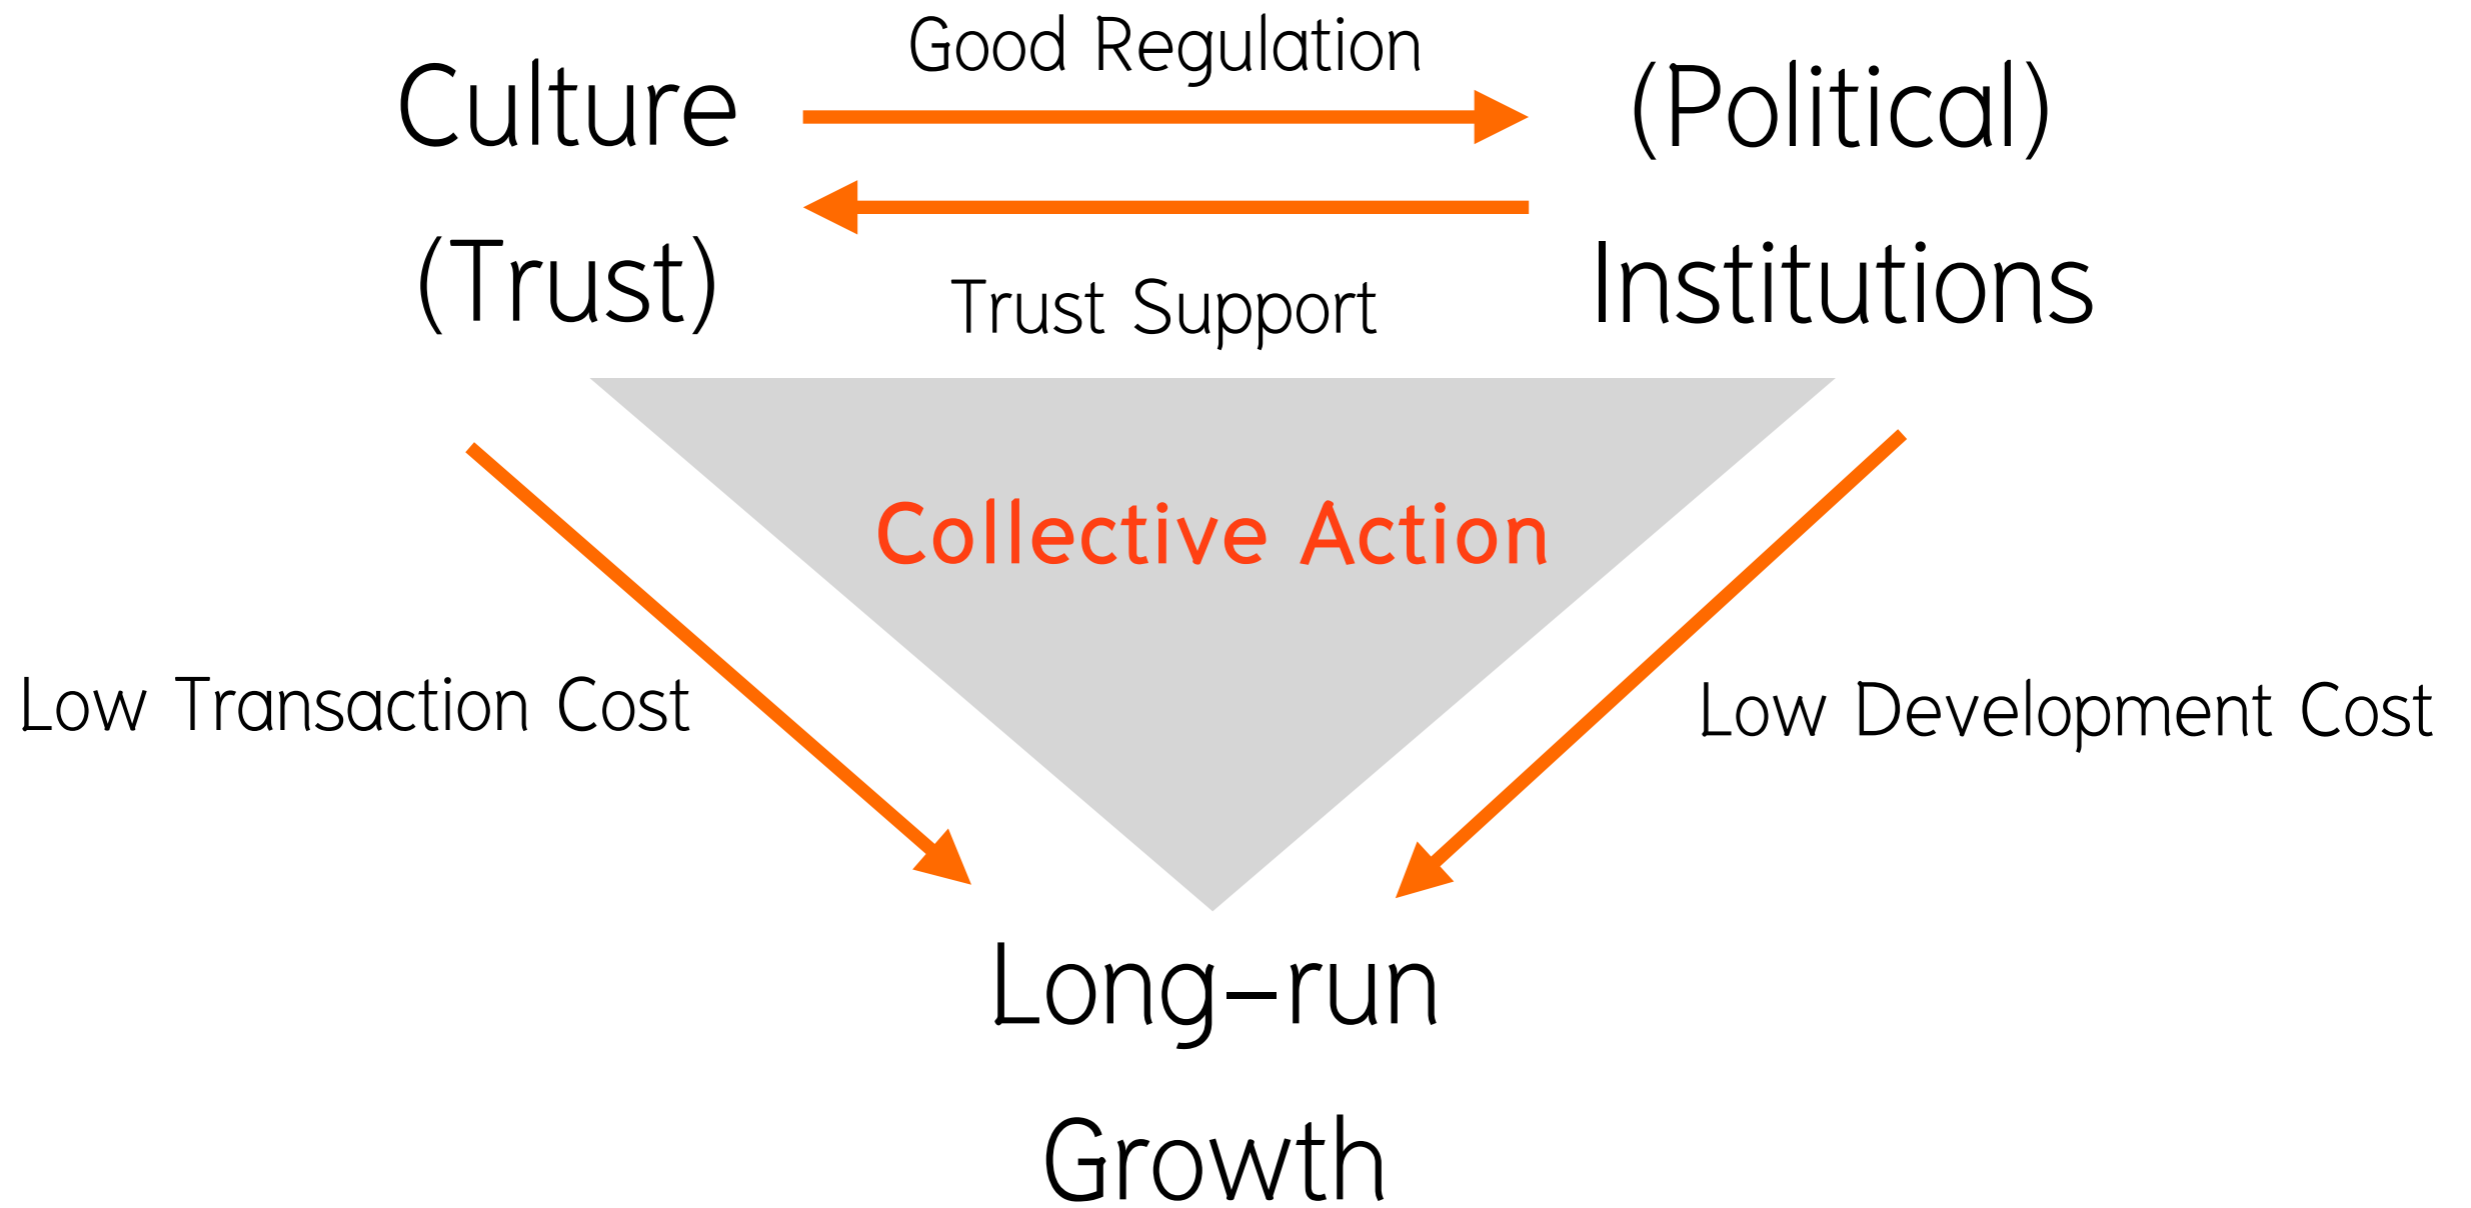 Good Regulation
Culture
(Trust)
(Political)
Institutions
Trust Support
Collective Action
Low Transaction Cost
Low Development Cost
Long-run
Growth